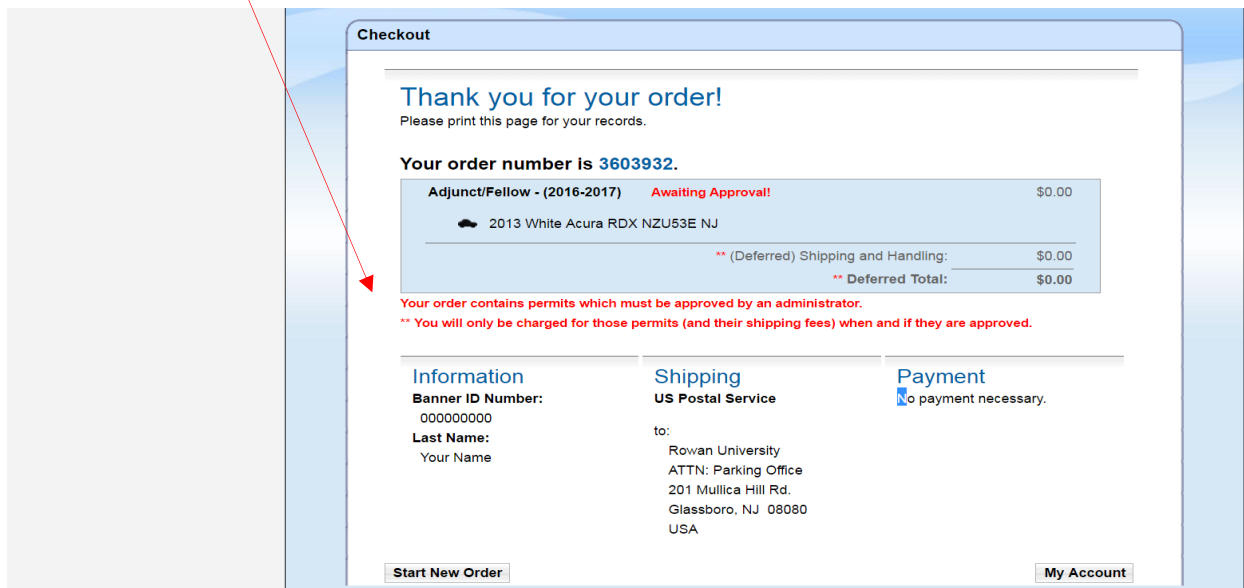 Checkout
Thank you for your order!
Please print this page for your records.
Your order number is 3603932.
Adjunct/Fellow - (2016-2017) Awaiting Approval! $0.00
2013 White Acura RDX NZU53E NJ
** (Deferred) Shipping and Handling: $0.00
** Deferred Total: $0.00
Your order contains permits which must be approved by an administrator.
** You will only be charged for those permits (and their shipping fees) when and if they are approved.
Information
Banner ID Number:
000000000
Last Name:
Your Name
Shipping
US Postal Service
to:
Rowan University
ATTN: Parking Office
201 Mullica Hill Rd.
Glassboro, NJ 08080
USA
Payment
No payment necessary.
Start New Order
My Account